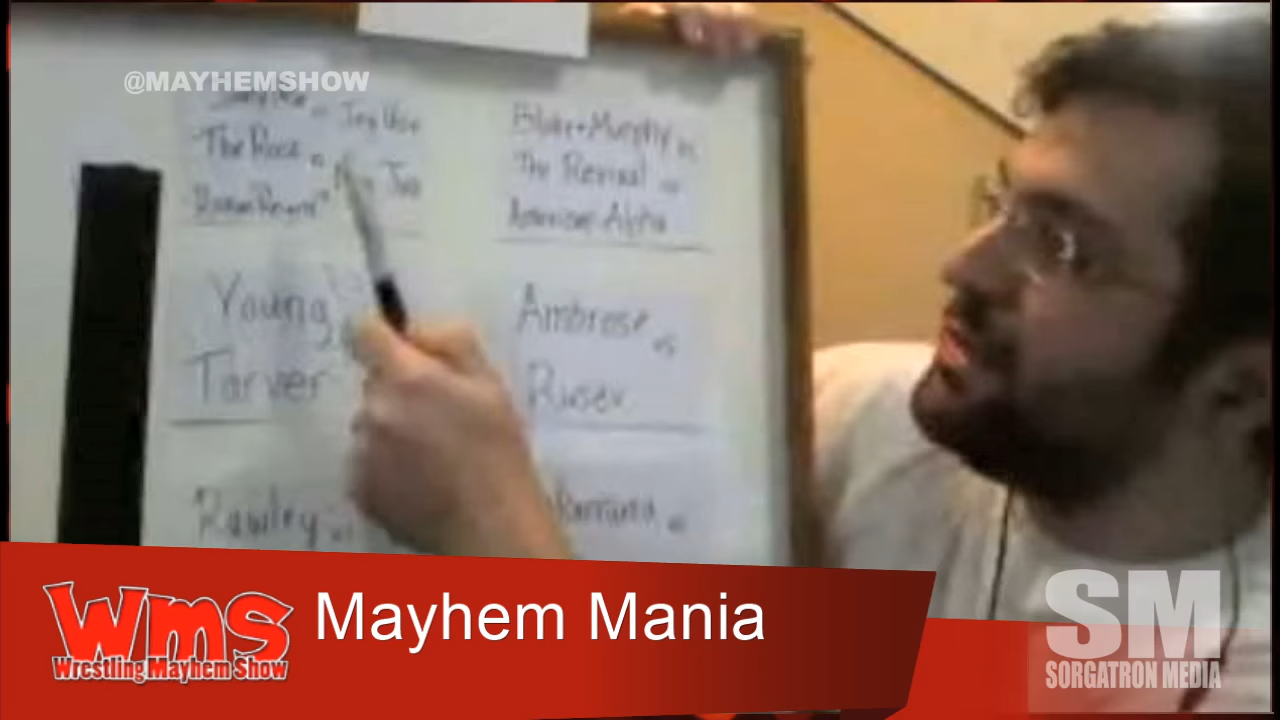 @MAYHEMSHOW
Jey Uso
The Rock vs
Roman Reigns
Young
Tarver
Rawley vs
Blake+Murphy vs
The Revival vs
American Alpha
Ambrose vs
Rusev
vs
Wms
Wrestling Mayhem Show
Mayhem Mania
SM
SORGATRON MEDIA